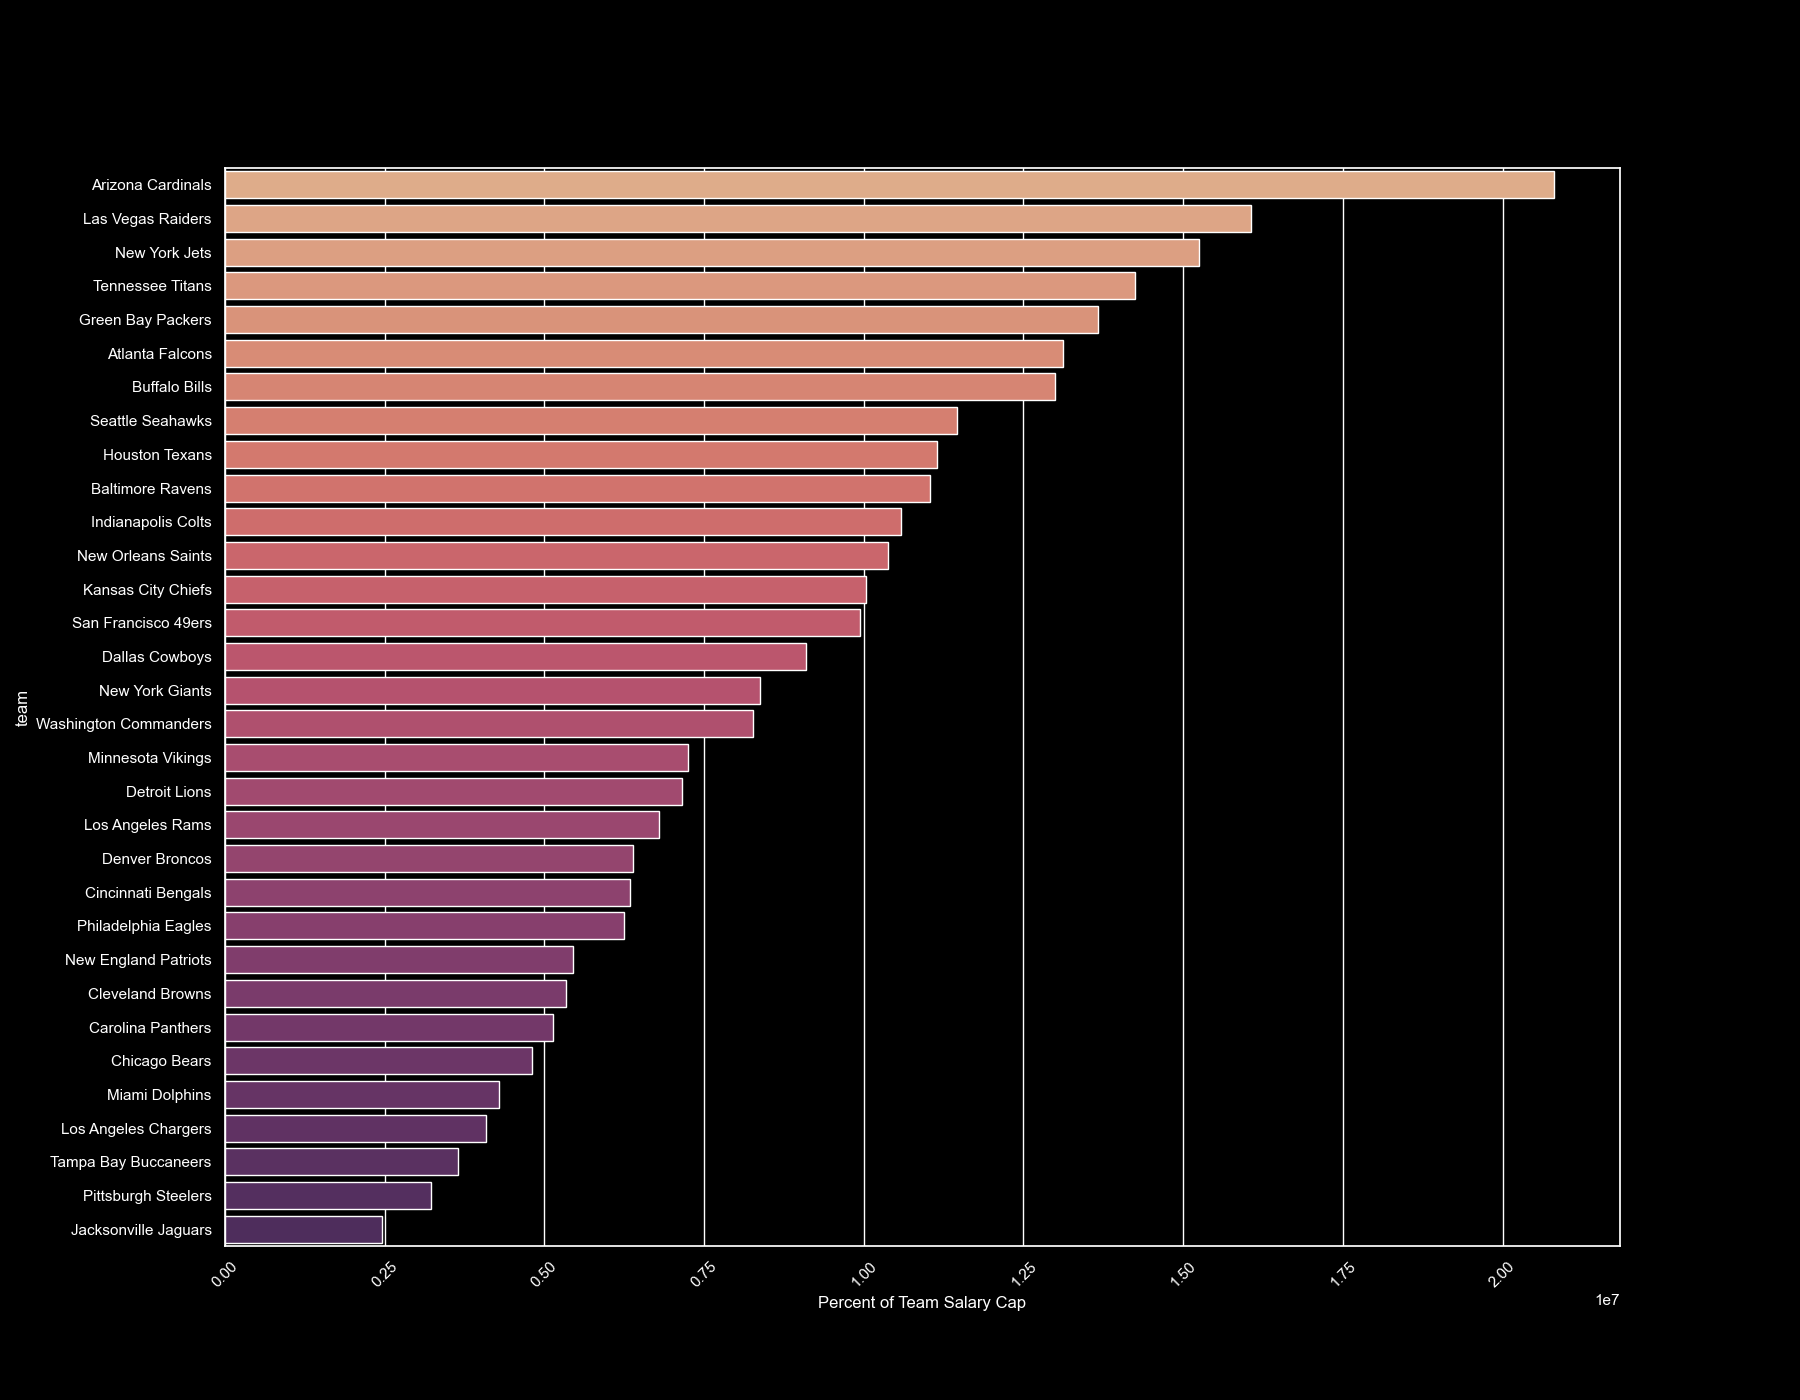 Arizona Cardinals
Las Vegas Raiders
New York Jets
Tennessee Titans
Green Bay Packers
Atlanta Falcons
Buffalo Bills
Seattle Seahawks
Houston Texans
Baltimore Ravens
Indianapolis Colts
New Orleans Saints
Kansas City Chiefs
San Francisco 49ers
Dallas Cowboys
New York Giants
team
Washington Commanders
Minnesota Vikings
Detroit Lions
Los Angeles Rams
Denver Broncos
Cincinnati Bengals
Philadelphia Eagles
New England Patriots
Cleveland Browns
Carolina Panthers
Chicago Bears
Miami Dolphins
Los Angeles Chargers
Tampa Bay Buccaneers
Pittsburgh Steelers
Jacksonville Jaguars
0.00 0.25 0.50 0.75 1.00 1.25 1.50 1.75 2.00
1e7
Percent of Team Salary Cap